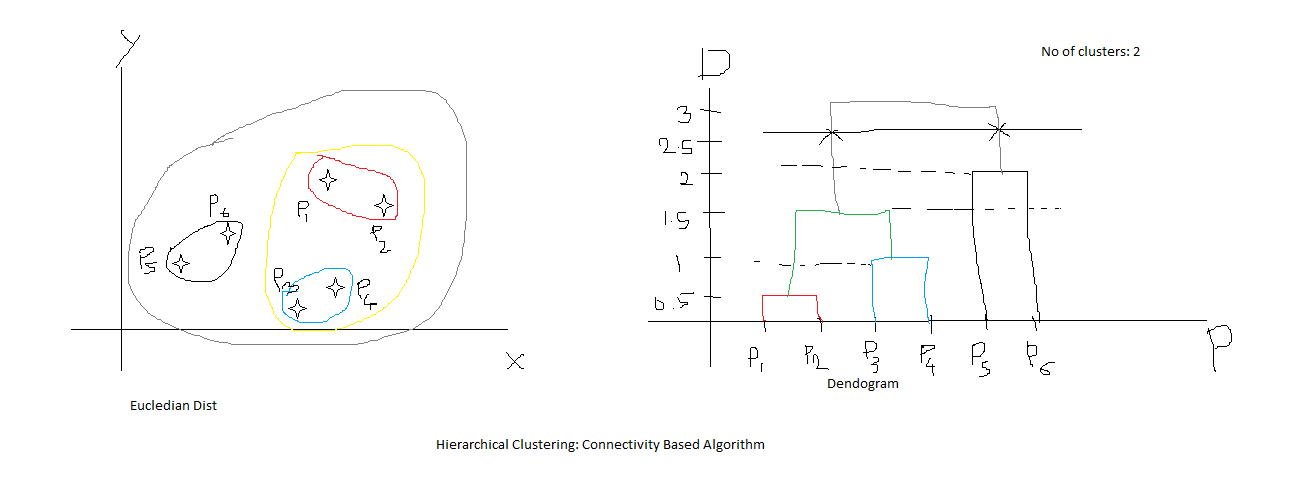 y
P6
P5
P1
P2
P3
P4
x
Eucledian Dist
No of clusters: 2
D
3
2.5
2
1.5
1
0.5
P1 P2 P3 P4 P5 P6
P
Dendogram
Hierarchical Clustering: Connectivity Based Algorithm